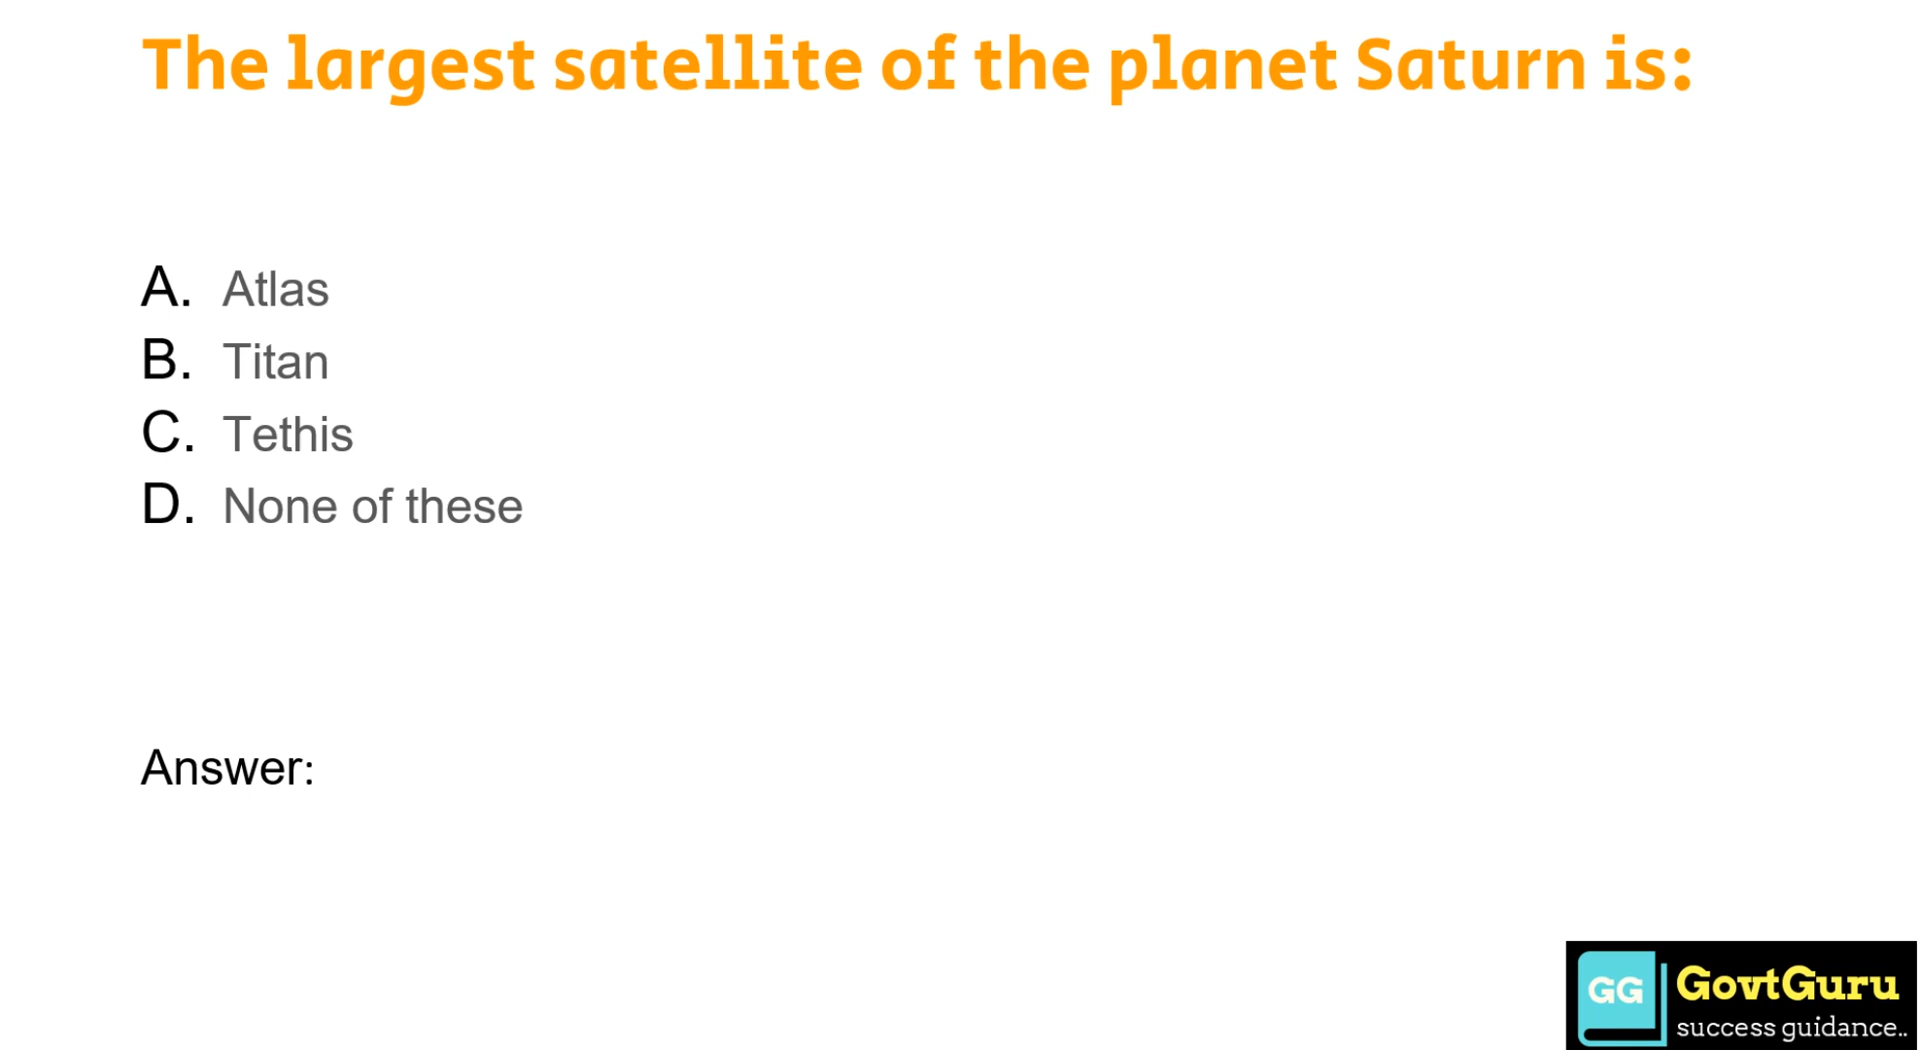 The largest satellite of the planet Saturn is:
A. Atlas
B. Titan
C. Tethis
D. None of these
Answer:
GG
GovtGuru
success guidance..